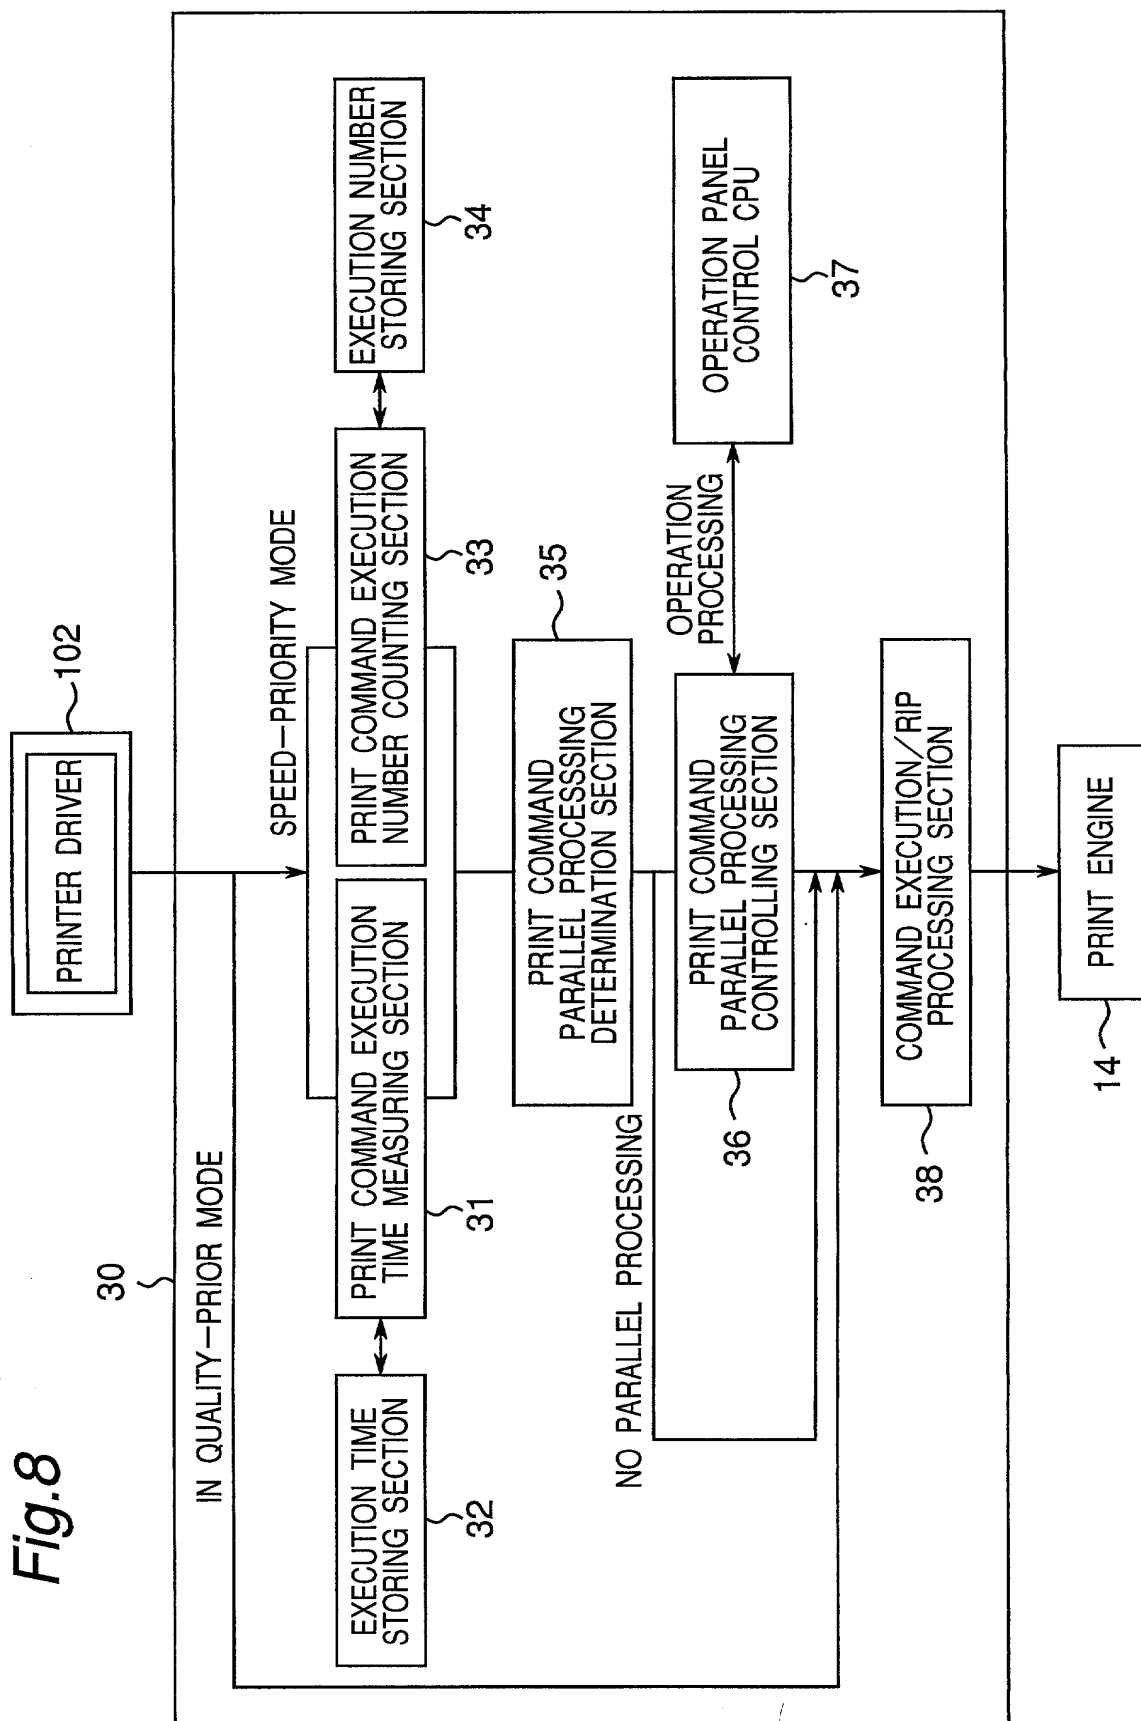 Fig.8
PRINTER DRIVER
102
30
IN QUALITY-PRIOR MODE
SPEED-PRIORITY MODE
EXECUTION TIME
STORING SECTION
32
PRINT COMMAND EXECUTION
TIME MEASURING SECTION
31
PRINT COMMAND EXECUTION
NUMBER COUNTING SECTION
33
EXECUTION NUMBER
STORING SECTION
34
PRINT COMMAND
PARALLEL PROCESSSING
DETERMINATION SECTION
35
NO PARALLEL PROCESSING
PRINT COMMAND
PARALLEL PROCESSING
CONTROLLING SECTION
36
OPERATION
PROCESSING
OPERATION PANEL
CONTROL CPU
37
COMMAND EXECUTION/RIP
PROCESSING SECTION
38
PRINT ENGINE
14